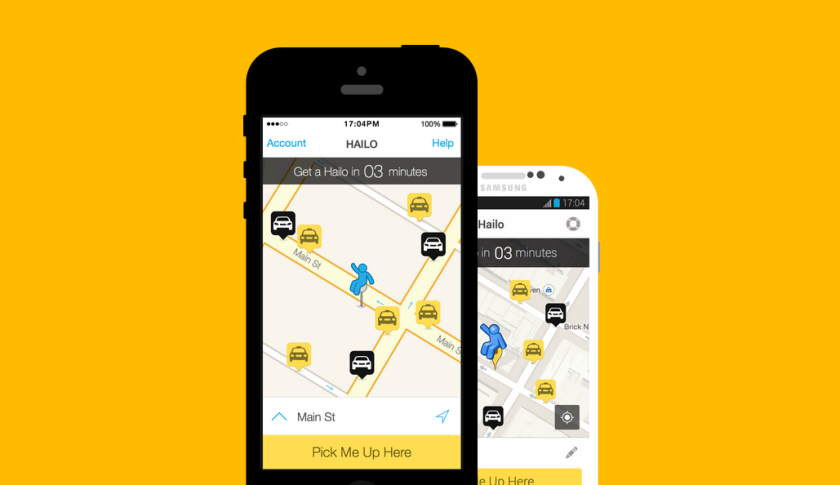 17:04PM
100%
Account
HAILO
Help
Get a Hailo in 03 minutes
Main St
Main S
Main St
Pick Me Up Here
SAMSUNG
17:04
Hailo
in 03 minutes
en
Brick N
e Up Here